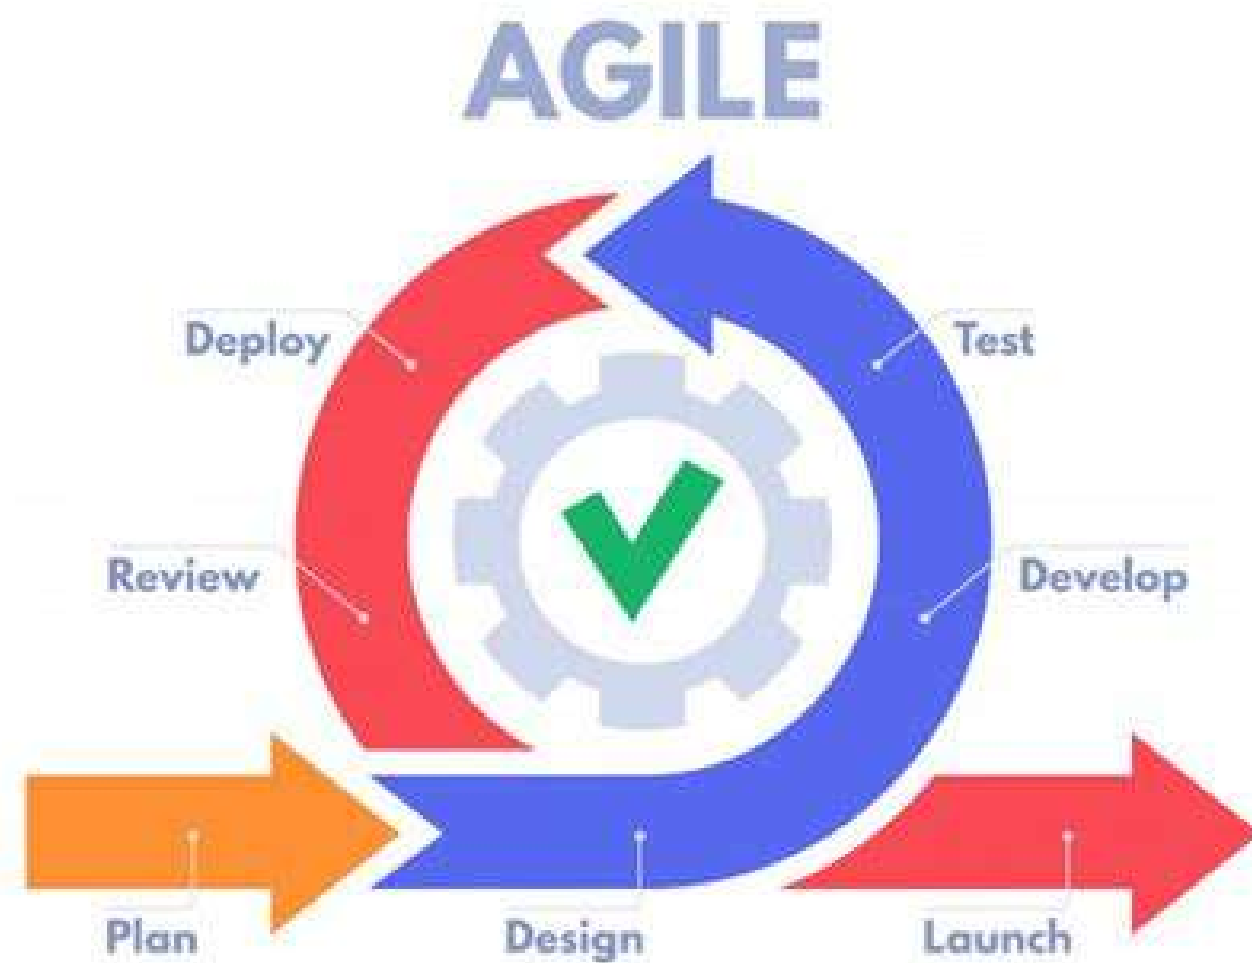 AGILE
Deploy
Test
Review
Develop
Plan
Design
Launch